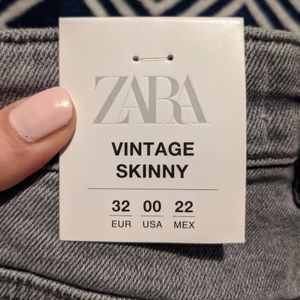 ZARA
VINTAGE
SKINNY
32 00 22
EUR USA MEX